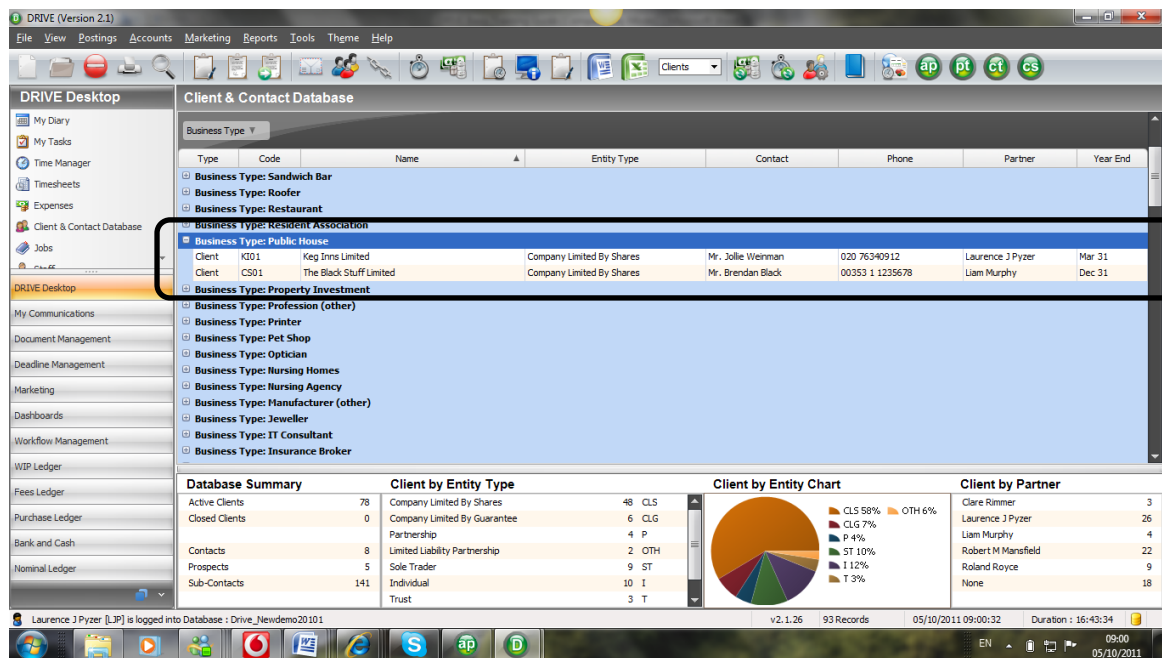 DRIVE (Version 2.1)
File View Postings Accounts Marketing Reports Tools Theme Help
Clients
ap pt ct cs
DRIVE Desktop
Client & Contact Database
My Diary
My Tasks
Time Manager
Timesheets
Expenses
Client & Contact Database
Jobs
Staff
DRIVE Desktop
My Communications
Document Management
Deadline Management
Marketing
Dashboards
Workflow Management
WIP Ledger
Fees Ledger
Purchase Ledger
Bank and Cash
Nominal Ledger
Business Type
Type Code Name Entity Type Contact Phone Partner Year End
Business Type: Sandwich Bar
Business Type: Roofer
Business Type: Restaurant
Business Type: Resident Association
Business Type: Public House
Client KI01 Keg Inns Limited Company Limited By Shares Mr. Jollie Weinman 020 76340912 Laurence J Pyzer Mar 31
Client CS01 The Black Stuff Limited Company Limited By Shares Mr. Brendan Black 00353 1 1235678 Liam Murphy Dec 31
Business Type: Property Investment
Business Type: Profession (other)
Business Type: Printer
Business Type: Pet Shop
Business Type: Optician
Business Type: Nursing Homes
Business Type: Nursing Agency
Business Type: Manufacturer (other)
Business Type: Jeweller
Business Type: IT Consultant
Business Type: Insurance Broker
Database Summary
Active Clients 78
Closed Clients 0
Contacts 8
Prospects 5
Sub-Contacts 141
Client by Entity Type
Company Limited By Shares 48 CLS
Company Limited By Guarantee 6 CLG
Partnership 4 P
Limited Liability Partnership 2 OTH
Sole Trader 9 ST
Individual 10 I
Trust 3 T
Client by Entity Chart
CLS 58% OTH 6%
CLG 7%
P 4%
ST 10%
I 12%
T 3%
Client by Partner
Clare Rimmer 3
Laurence J Pyzer 26
Liam Murphy 4
Robert M Mansfield 22
Roland Royce 9
None 18
Laurence J Pyzer [LJP] is logged into Database : Drive_Newdemo20101 v2.1.26 93 Records 05/10/2011 09:00:32 Duration : 16:43:34
EN 09:00
05/10/2011